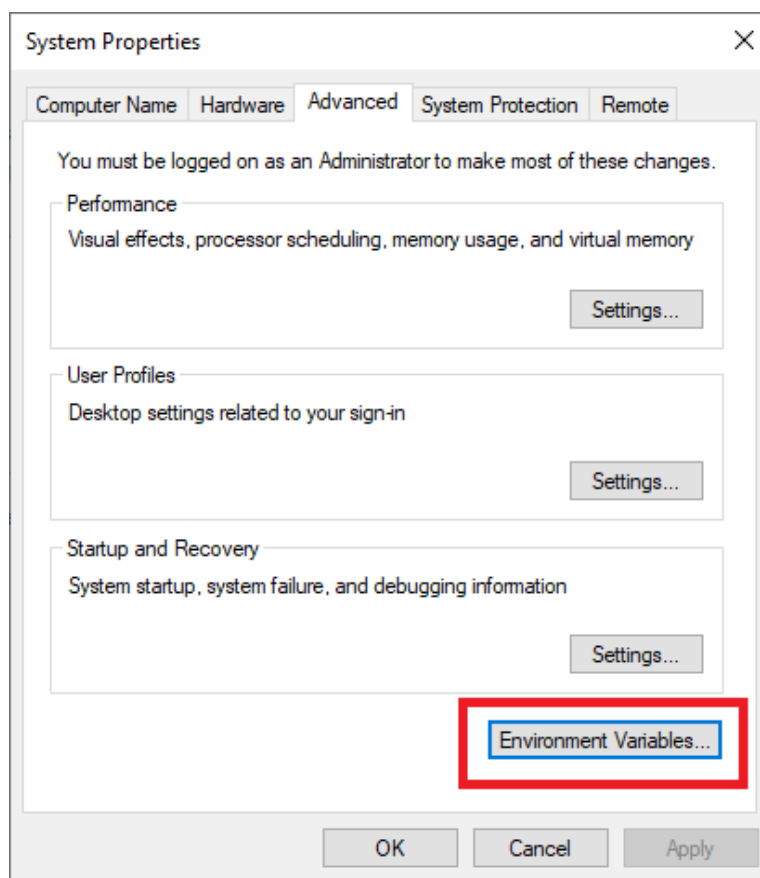 System Properties
Computer Name Hardware Advanced System Protection Remote
You must be logged on as an Administrator to make most of these changes.
Performance
Visual effects, processor scheduling, memory usage, and virtual memory
Settings...
User Profiles
Desktop settings related to your sign-in
Settings...
Startup and Recovery
System startup, system failure, and debugging information
Settings...
Environment Variables...
OK Cancel Apply